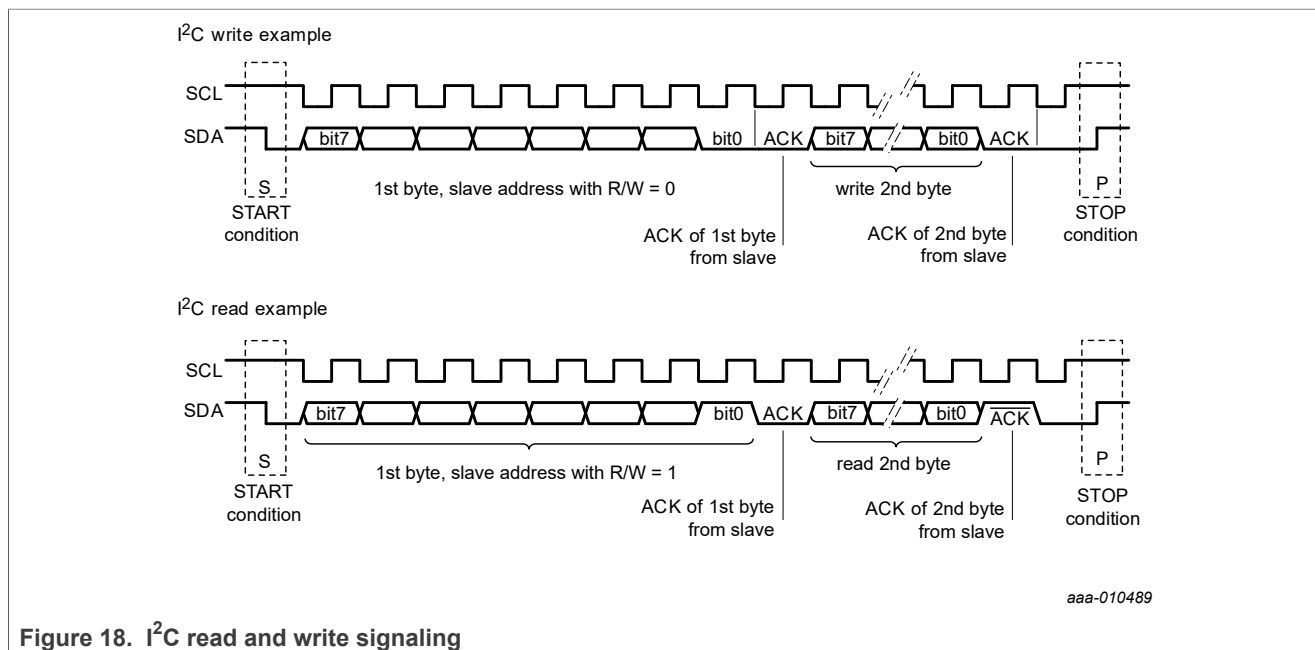 I²C write example
SCL
SDA bit7 bit0 ACK bit7 bit0 ACK
S 1st byte, slave address with R/W = 0 write 2nd byte P
START
condition
ACK of 1st byte
from slave
ACK of 2nd byte
from slave
STOP
condition
I²C read example
SCL
SDA bit7 bit0 ACK bit7 bit0 A̅C̅K̅
S 1st byte, slave address with R/W = 1 read 2nd byte P
START
condition
ACK of 1st byte
from slave
ACK of 2nd byte
from slave
STOP
condition
aaa-010489
Figure 18. I²C read and write signaling